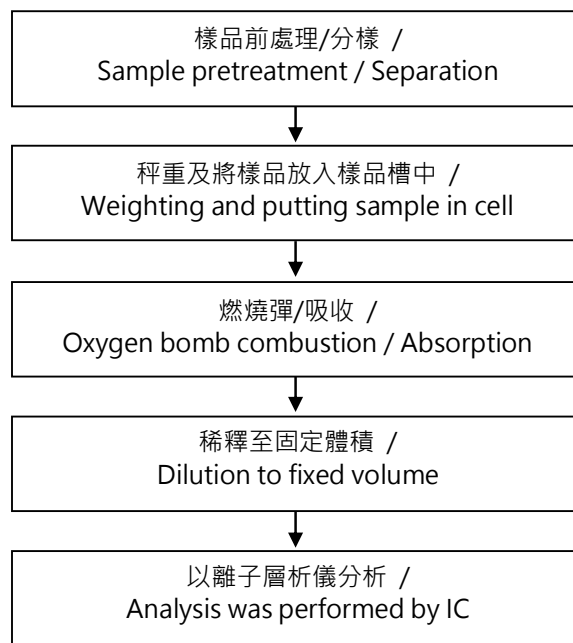 樣品前處理/分樣 /
Sample pretreatment / Separation
秤重及將樣品放入樣品槽中 /
Weighting and putting sample in cell
燃燒彈/吸收 /
Oxygen bomb combustion / Absorption
稀釋至固定體積 /
Dilution to fixed volume
以離子層析儀分析 /
Analysis was performed by IC